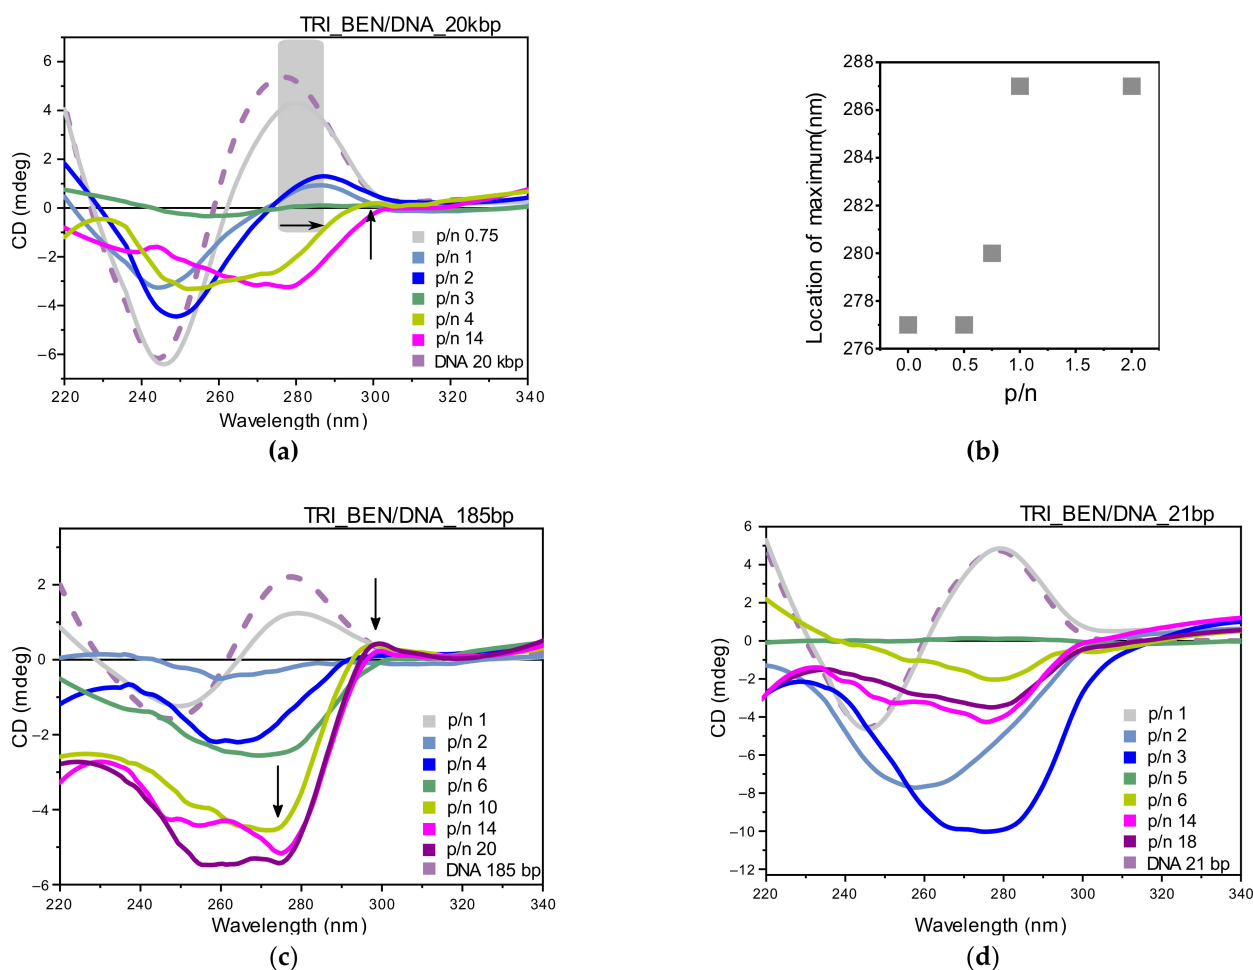 TRI_BEN/DNA_20kbp
CD (mdeg)
6
4
2
0
−2
−4
−6
220 240 260 280 300 320 340
Wavelength (nm)
p/n 0.75
p/n 1
p/n 2
p/n 3
p/n 4
p/n 14
DNA 20 kbp
(a)
Location of maximum(nm)
288
286
284
282
280
278
276
0.0 0.5 1.0 1.5 2.0
p/n
(b)
TRI_BEN/DNA_185bp
CD (mdeg)
2
0
−2
−4
−6
220 240 260 280 300 320 340
Wavelength (nm)
p/n 1
p/n 2
p/n 4
p/n 6
p/n 10
p/n 14
p/n 20
DNA 185 bp
(c)
TRI_BEN/DNA_21bp
CD (mdeg)
6
4
2
0
−2
−4
−6
−8
−10
−12
220 240 260 280 300 320 340
Wavelength (nm)
p/n 1
p/n 2
p/n 3
p/n 5
p/n 6
p/n 14
p/n 18
DNA 21 bp
(d)